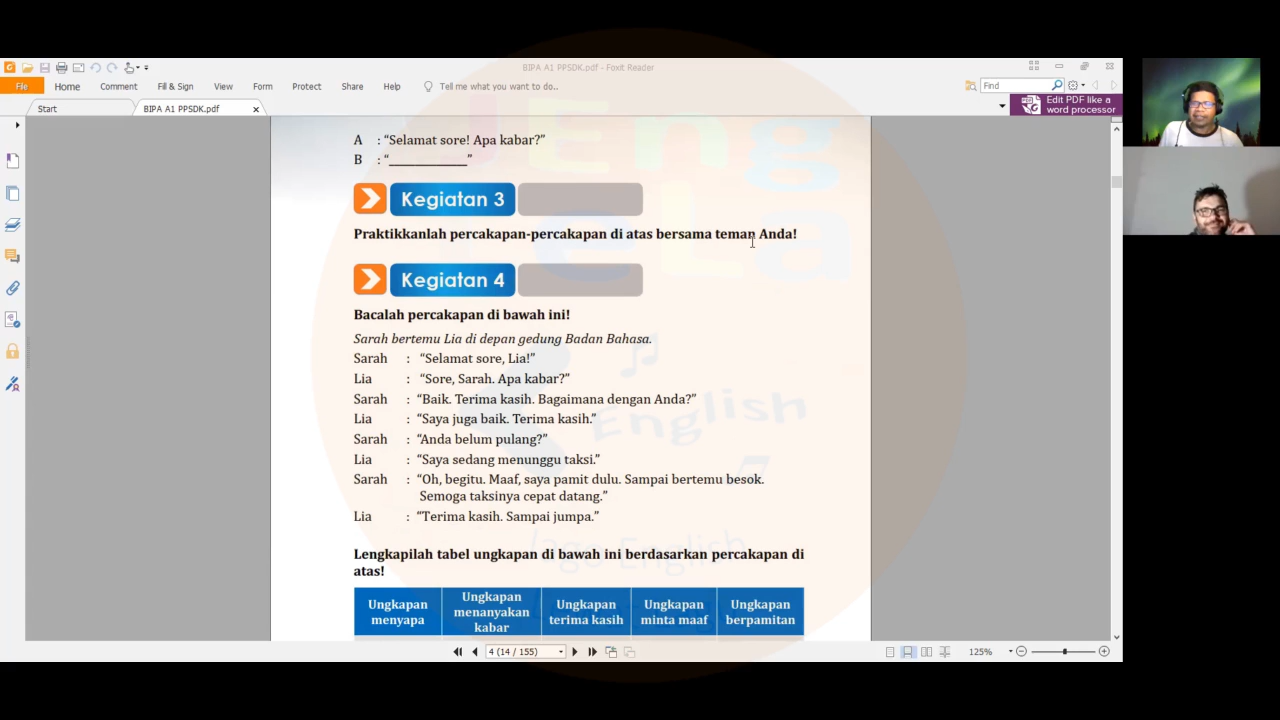 BIPA A1 PPSDK.pdf - Foxit Reader
File Home Comment Fill & Sign View Form Protect Share Help Tell me what you want to do.. Find
Start BIPA A1 PPSDK.pdf
Edit PDF like a
word processor
A : “Selamat sore! Apa kabar?”
B : “______________”
Kegiatan 3
Praktikkanlah percakapan-percakapan di atas bersama teman Anda!
Kegiatan 4
Bacalah percakapan di bawah ini!
Sarah bertemu Lia di depan gedung Badan Bahasa.
Sarah : “Selamat sore, Lia!”
Lia : “Sore, Sarah. Apa kabar?”
Sarah : “Baik. Terima kasih. Bagaimana dengan Anda?”
Lia : “Saya juga baik. Terima kasih.”
Sarah : “Anda belum pulang?”
Lia : “Saya sedang menunggu taksi.”
Sarah : “Oh, begitu. Maaf, saya pamit dulu. Sampai bertemu besok.
Semoga taksinya cepat datang.”
Lia : “Terima kasih. Sampai jumpa.”
Lengkapilah tabel ungkapan di bawah ini berdasarkan percakapan di
atas!
Ungkapan
menyapa
Ungkapan
menanyakan
kabar
Ungkapan
terima kasih
Ungkapan
minta maaf
Ungkapan
berpamitan
4 (14 / 155)
125%
Eng
eLa
English
English